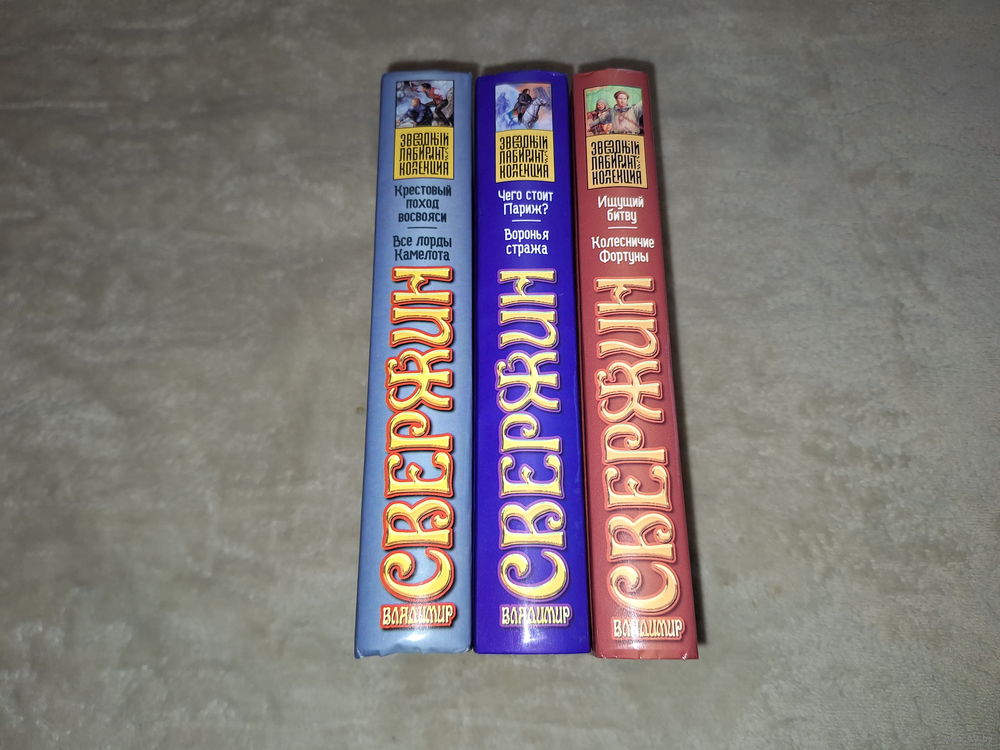 ЗВЕЗДНЫЙ
ЛАБИРИНТ
КОЛЛЕКЦИЯ
Крестовый
поход
восвояси
Все лорды
Камелота
ВЛАДИМИР
СВЕРЖИН
ЗВЕЗДНЫЙ
ЛАБИРИНТ
КОЛЛЕКЦИЯ
Чего стоит
Париж?
Воронья
стража
ВЛАДИМИР
СВЕРЖИН
ЗВЕЗДНЫЙ
ЛАБИРИНТ
КОЛЛЕКЦИЯ
Ищущий
битву
Колесничие
Фортуны
ВЛАДИМИР
СВЕРЖИН